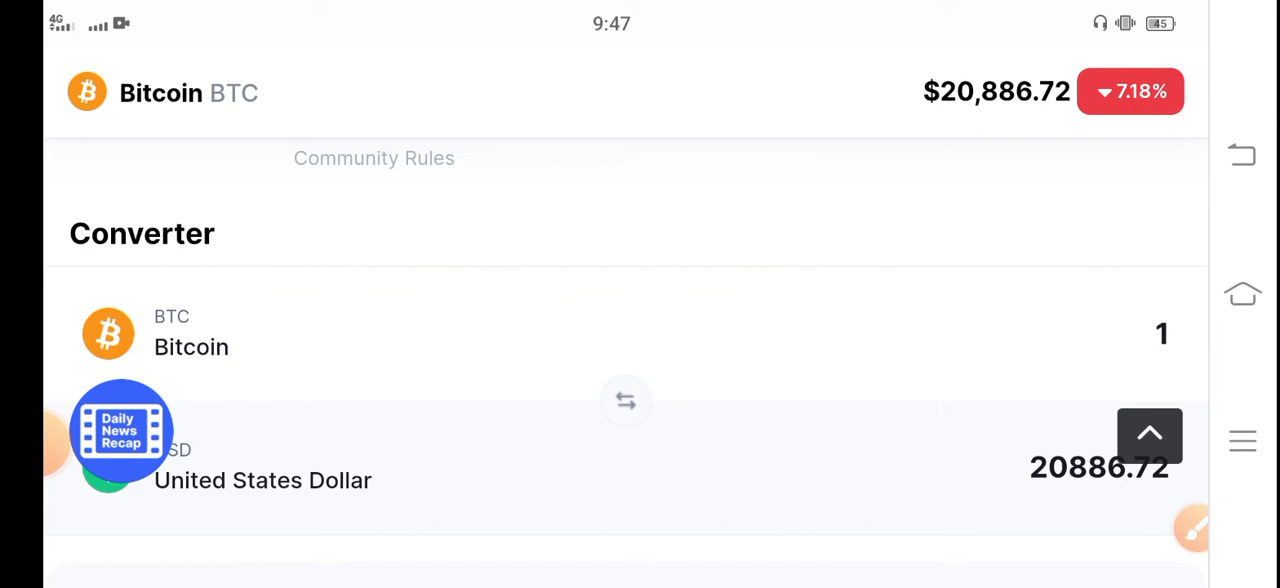 4G 9:47 45
Bitcoin BTC $20,886.72 7.18%
Community Rules
Converter
BTC
Bitcoin 1
Daily
News
Recap
SD
United States Dollar 20886.72